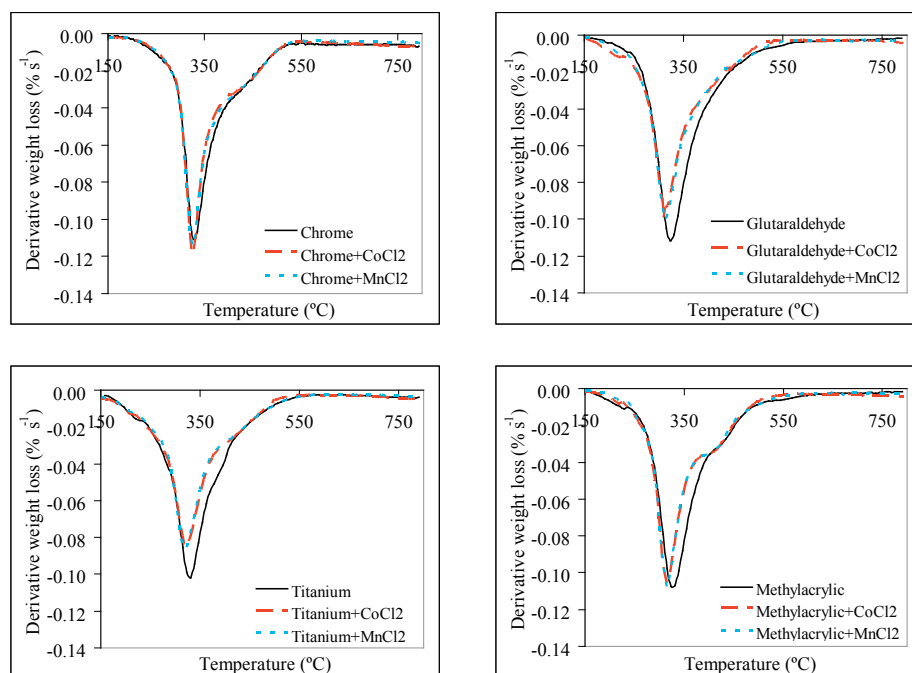 0.00
-0.02
-0.04
-0.06
-0.08
-0.10
-0.12
-0.14
150 350 550 750
Derivative weight loss (% s-1)
Temperature (ºC)
Chrome
Chrome+CoCl2
Chrome+MnCl2
0.00
-0.02
-0.04
-0.06
-0.08
-0.10
-0.12
-0.14
150 350 550 750
Derivative weight loss (% s-1)
Temperature (ºC)
Glutaraldehyde
Glutaraldehyde+CoCl2
Glutaraldehyde+MnCl2
0.00
-0.02
-0.04
-0.06
-0.08
-0.10
-0.12
-0.14
150 350 550 750
Derivative weight loss (% s-1)
Temperature (ºC)
Titanium
Titanium+CoCl2
Titanium+MnCl2
0.00
-0.02
-0.04
-0.06
-0.08
-0.10
-0.12
-0.14
150 350 550 750
Derivative weight loss (% s-1)
Temperature (ºC)
Methylacrylic
Methylacrylic+CoCl2
Methylacrylic+MnCl2